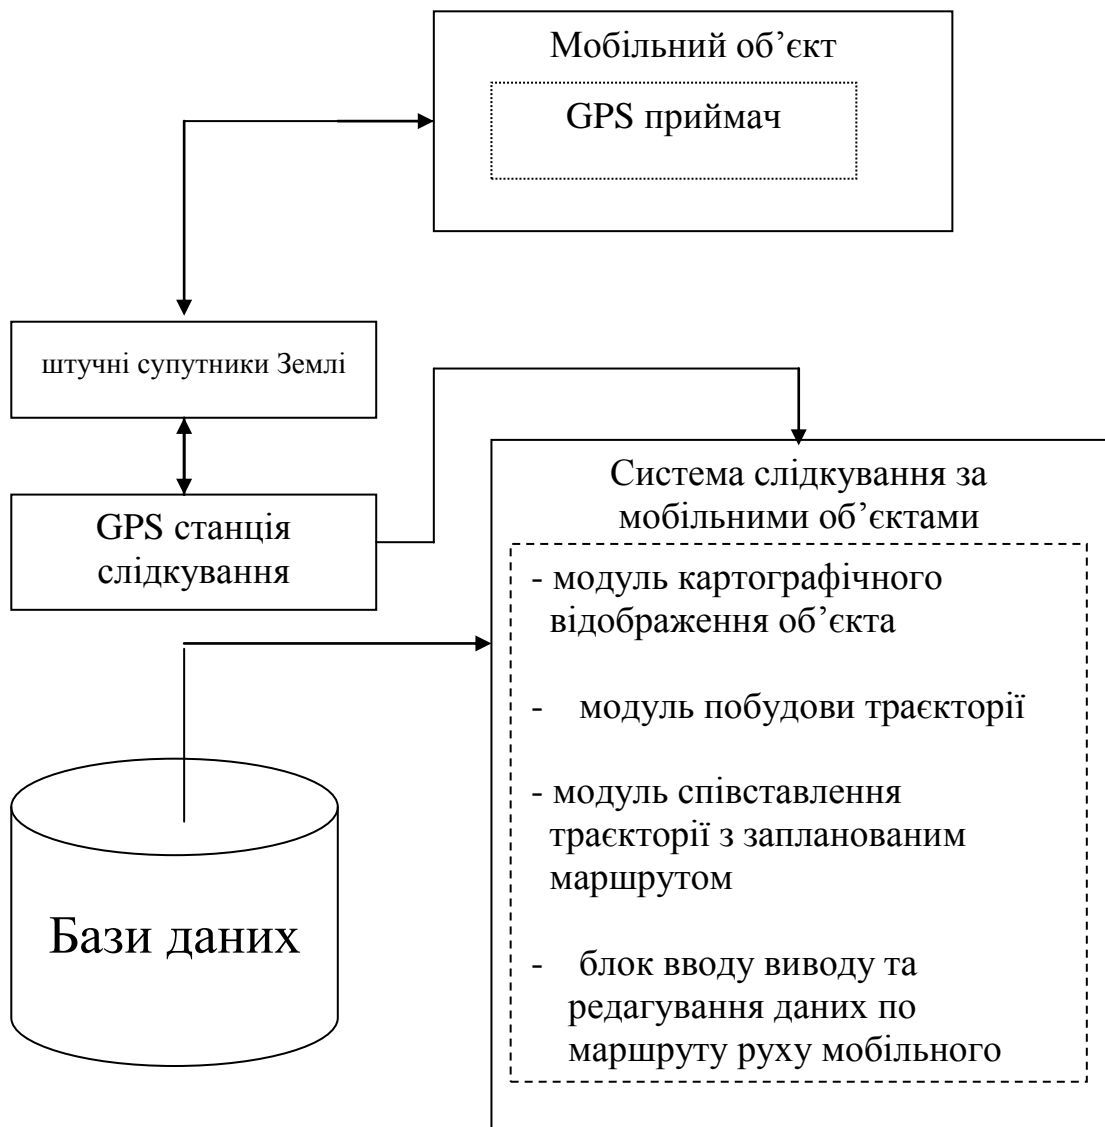 Мобільний об’єкт
GPS приймач
штучні супутники Землі
GPS станція
слідкування
Система слідкування за
мобільними об’єктами
- модуль картографічного
відображення об’єкта
- модуль побудови траєкторії
- модуль співставлення
траєкторії з запланованим
маршрутом
- блок вводу виводу та
редагування даних по
маршруту руху мобільного
Бази даних